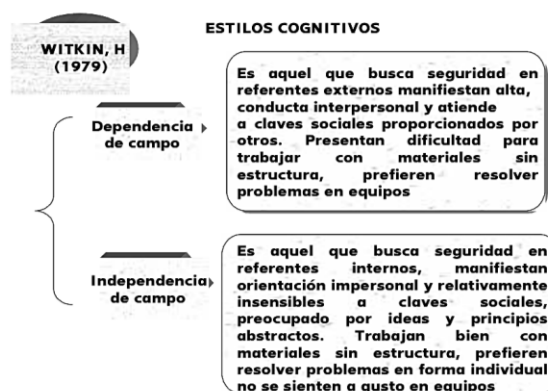 ESTILOS COGNITIVOS
WITKIN, H
(1979)
Dependencia
de campo
Es aquel que busca seguridad en
referentes externos manifiestan alta,
conducta interpersonal y atiende
a claves sociales proporcionados por
otros. Presentan dificultad para
trabajar con materiales sin
estructura, prefieren resolver
problemas en equipos
Independencia
de campo
Es aquel que busca seguridad en
referentes internos, manifiestan
orientación impersonal y relativamente
insensibles a claves sociales,
preocupado por ideas y principios
abstractos. Trabajan bien con
materiales sin estructura, prefieren
resolver problemas en forma individual
no se sienten a gusto en equipos